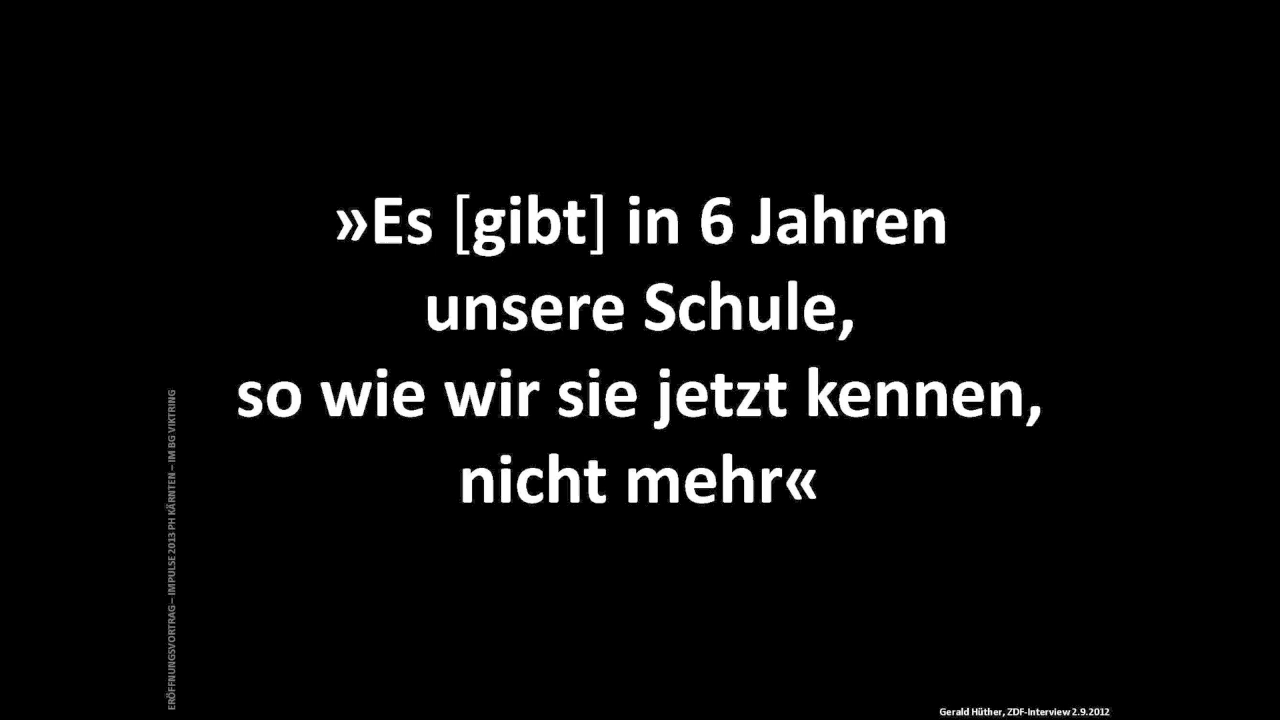 »Es [gibt] in 6 Jahren
unsere Schule,
so wie wir sie jetzt kennen,
nicht mehr«
ERÖFFNUNGSVORTRAG – IMPULSE 2013 PH KÄRNTEN – IM BG VIKTRING
Gerald Hüther, ZDF-Interview 2.9.2012